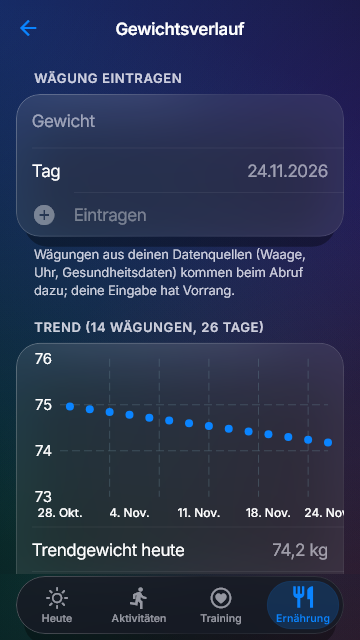 Gewichtsverlauf
WÄGUNG EINTRAGEN
Gewicht
Tag 24.11.2026
Eintragen
Wägungen aus deinen Datenquellen (Waage,
Uhr, Gesundheitsdaten) kommen beim Abruf
dazu; deine Eingabe hat Vorrang.
TREND (14 WÄGUNGEN, 26 TAGE)
76
75
74
73
28. Okt. 4. Nov. 11. Nov. 18. Nov. 24. Nov
Trendgewicht heute 74,2 kg
Heute Aktivitäten Training Ernährung